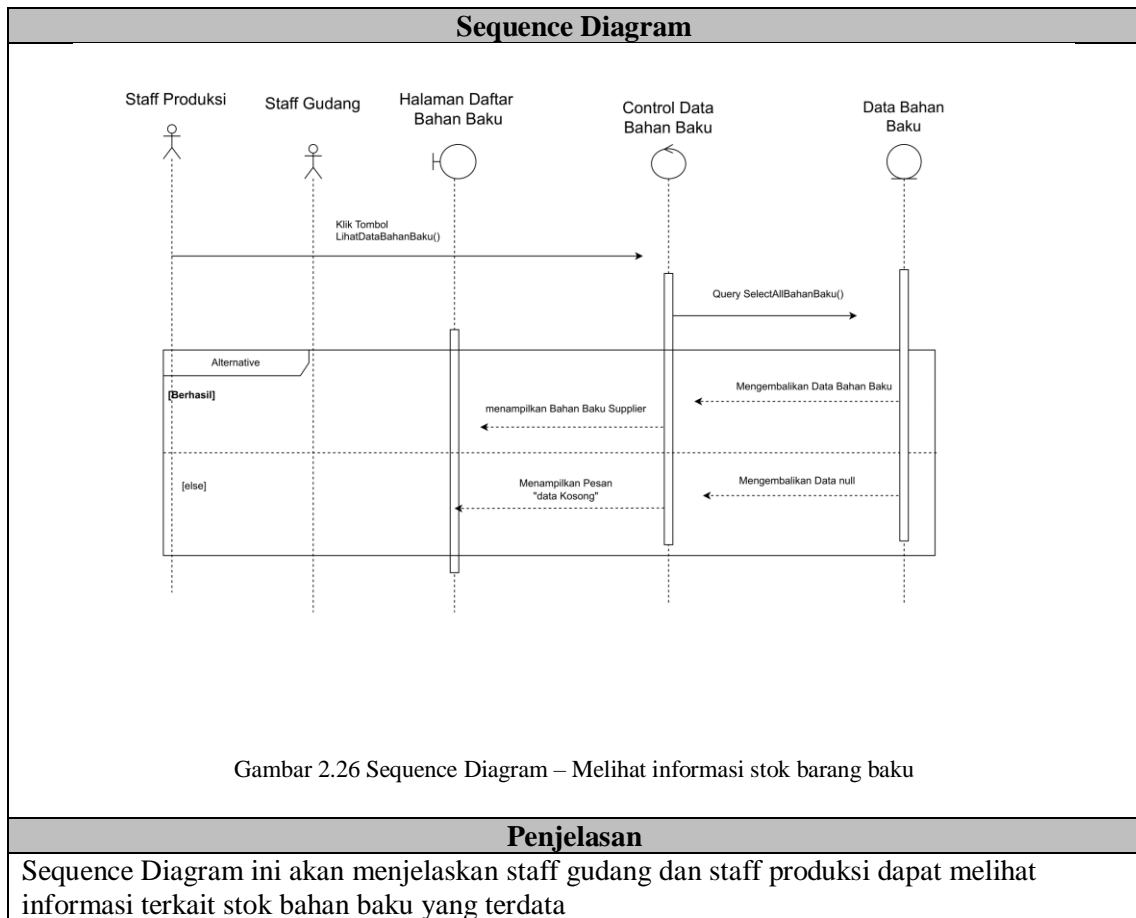 Sequence Diagram
Staff Produksi
Staff Gudang
Halaman Daftar
Bahan Baku
Control Data
Bahan Baku
Data Bahan
Baku
Klik Tombol
LihatDataBahanBaku()
Query SelectAllBahanBaku()
Alternative
[Berhasil]
Mengembalikan Data Bahan Baku
menampilkan Bahan Baku Supplier
[else]
Menampilkan Pesan
"data Kosong"
Mengembalikan Data null
Gambar 2.26 Sequence Diagram – Melihat informasi stok barang baku
Penjelasan
Sequence Diagram ini akan menjelaskan staff gudang dan staff produksi dapat melihat
informasi terkait stok bahan baku yang terdata